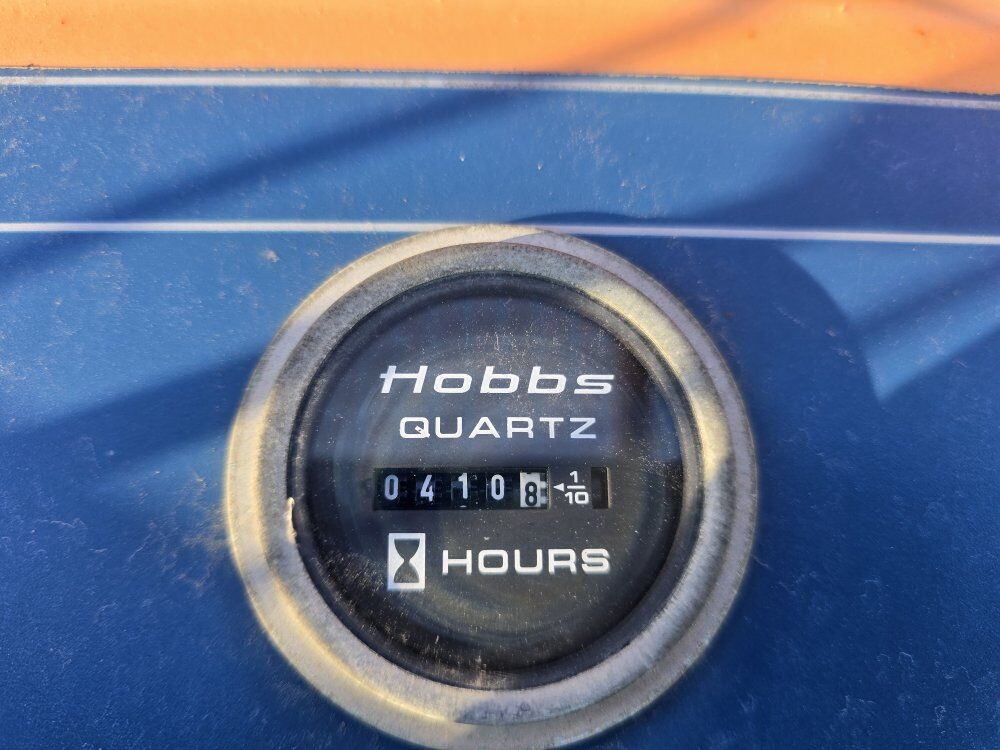 Hobbs
QUARTZ
04108 ◄1/10
HOURS